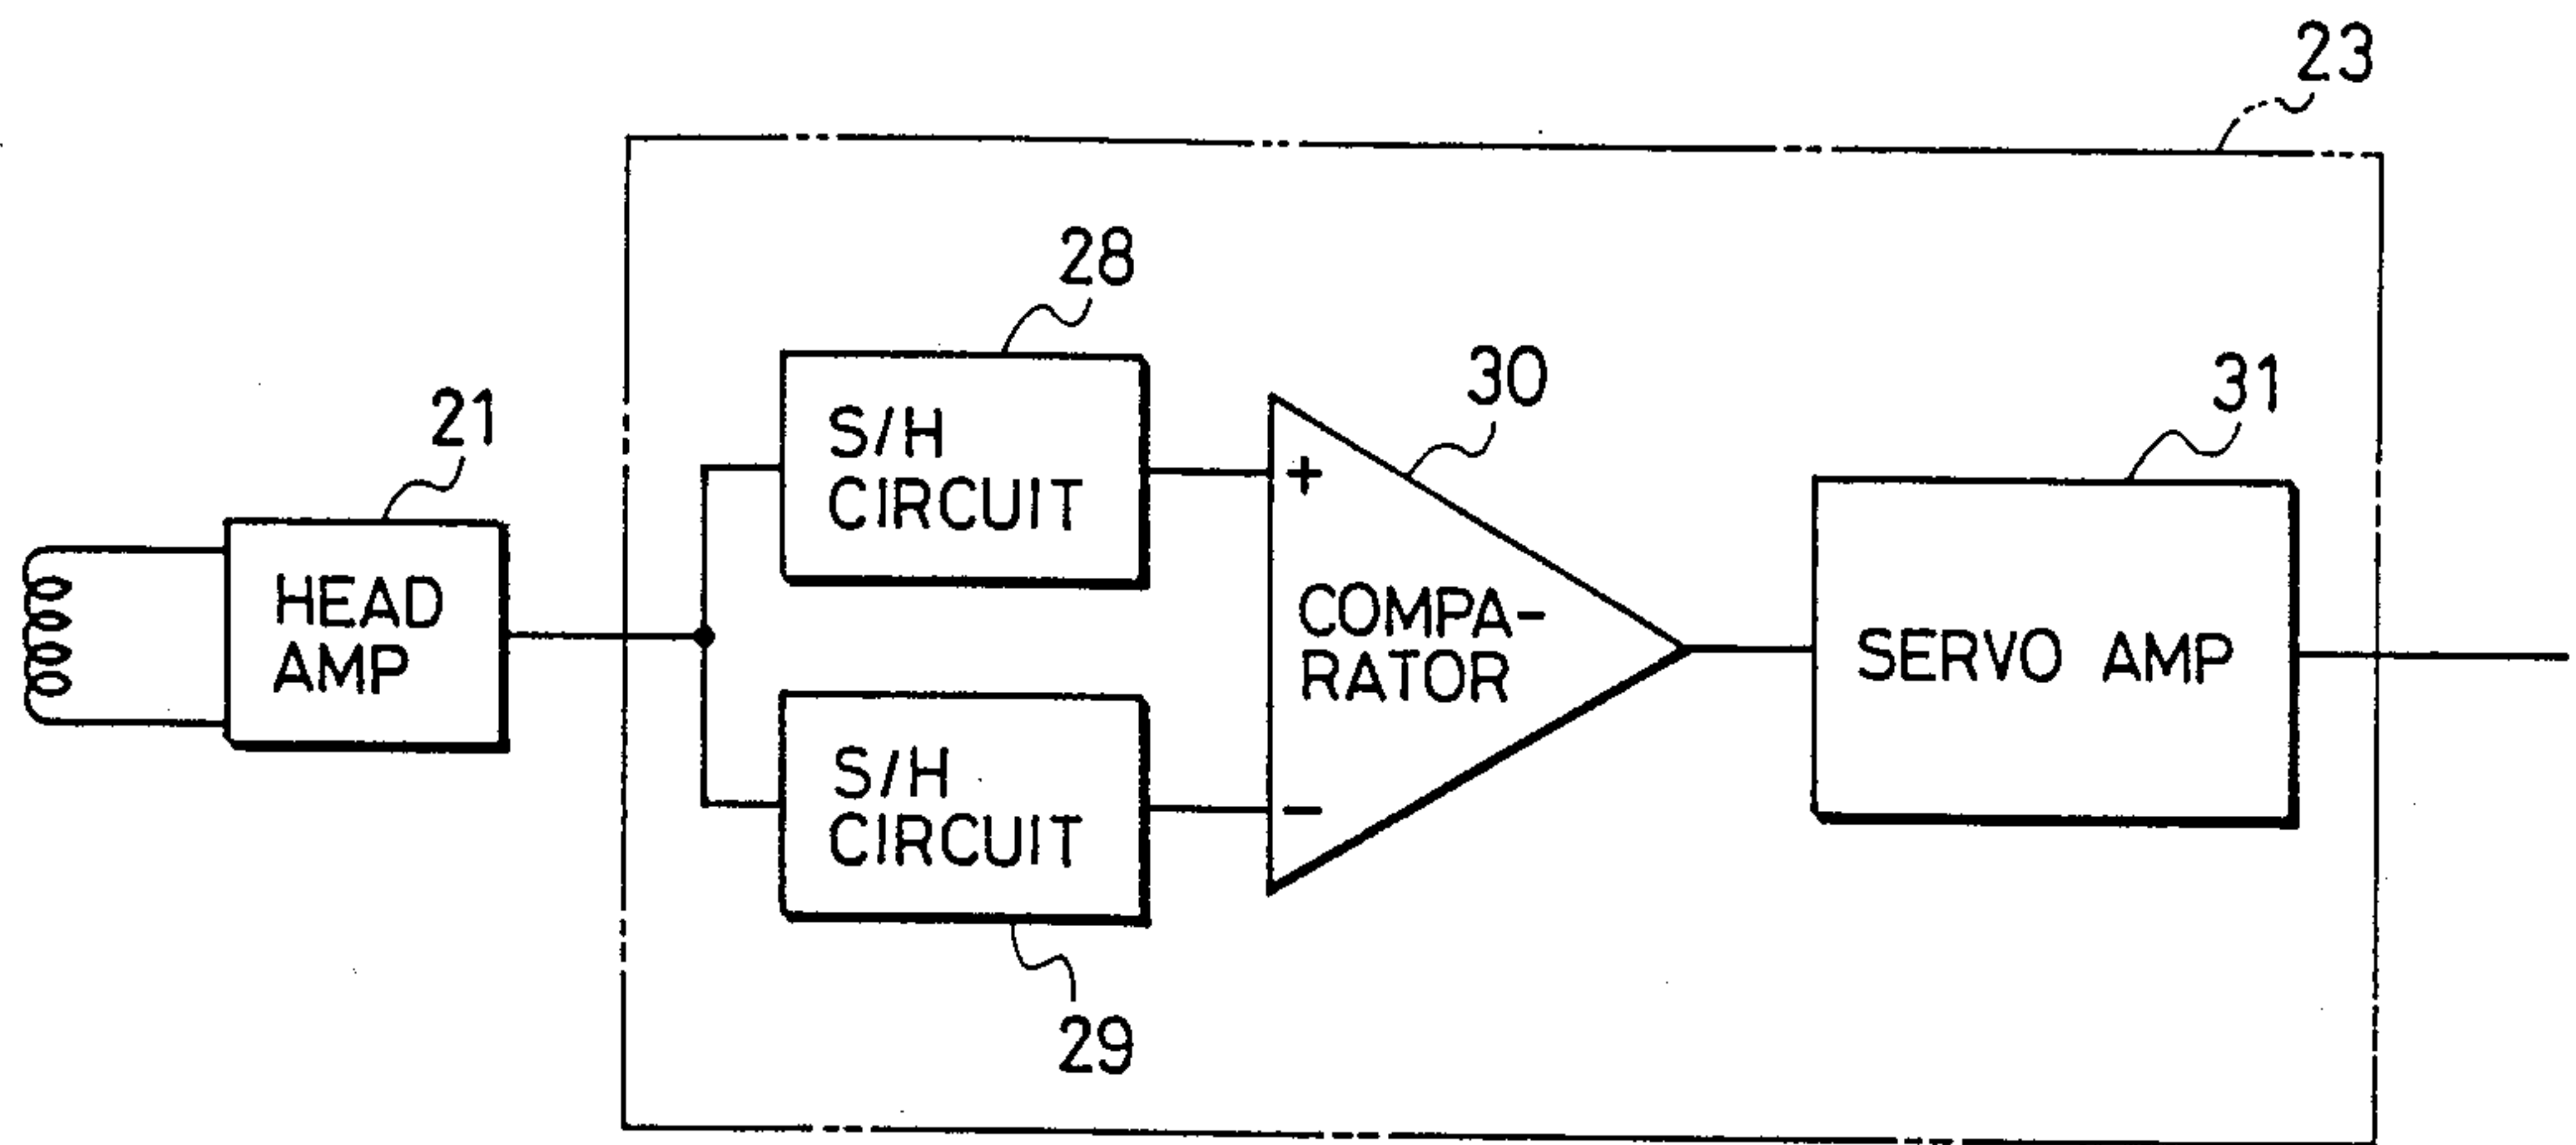 23
28
30
31
21
S/H
CIRCUIT
+
HEAD
AMP
COMPA-
RATOR
SERVO AMP
S/H
CIRCUIT
−
29